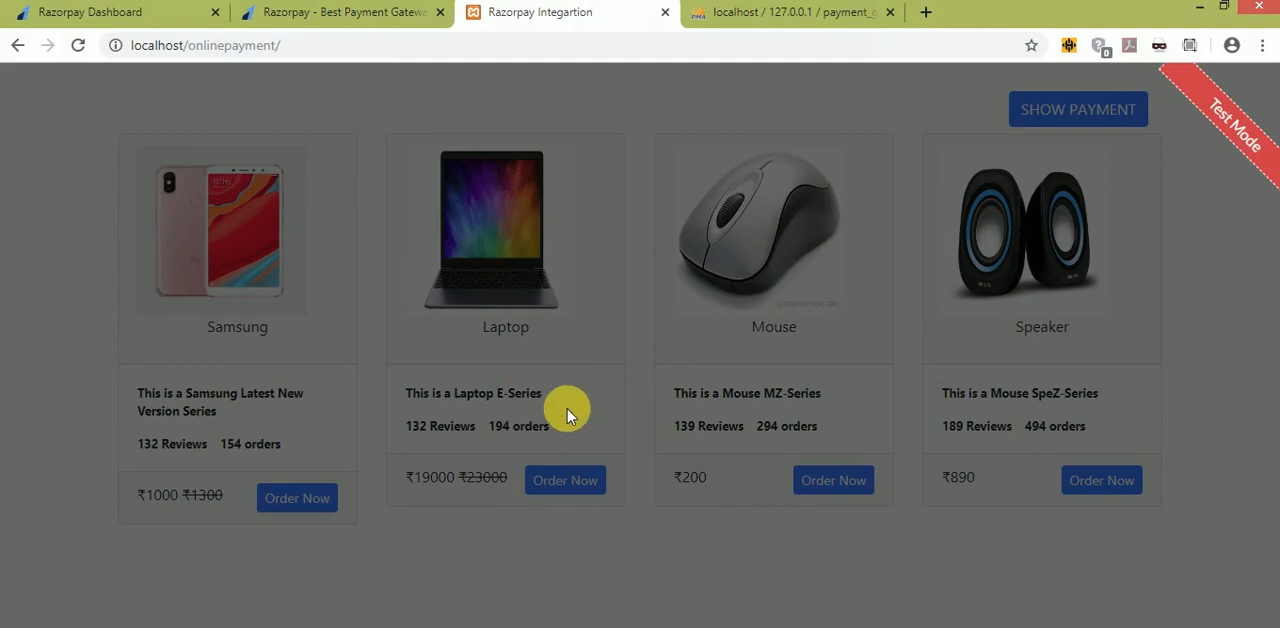 Razorpay Dashboard
Razorpay - Best Payment Gatewa
Razorpay Integartion
localhost / 127.0.0.1 / payment_g
localhost/onlinepayment/
0
SHOW PAYMENT
Test Mode
Samsung
Laptop
Mouse
Speaker
This is a Samsung Latest New
Version Series
132 Reviews 154 orders
₹1000 ₹1300
Order Now
This is a Laptop E-Series
132 Reviews 194 orders
₹19000 ₹23000
Order Now
This is a Mouse MZ-Series
139 Reviews 294 orders
₹200
Order Now
This is a Mouse SpeZ-Series
189 Reviews 494 orders
₹890
Order Now